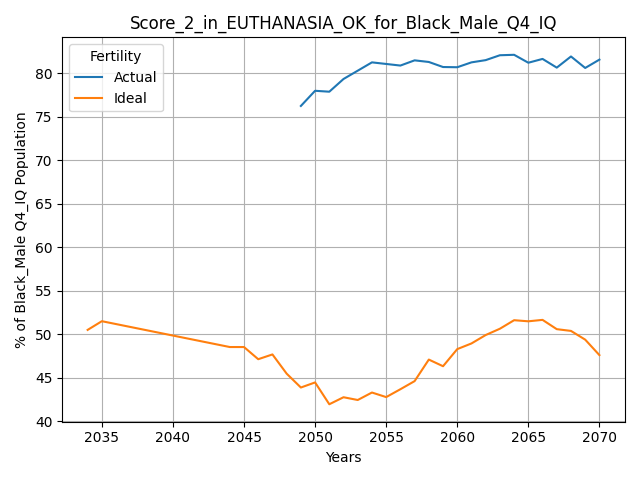 Score_2_in_EUTHANASIA_OK_for_Black_Male_Q4_IQ
Fertility
Actual
Ideal
% of Black_Male Q4_IQ Population
80
75
70
65
60
55
50
45
40
2035 2040 2045 2050 2055 2060 2065 2070
Years